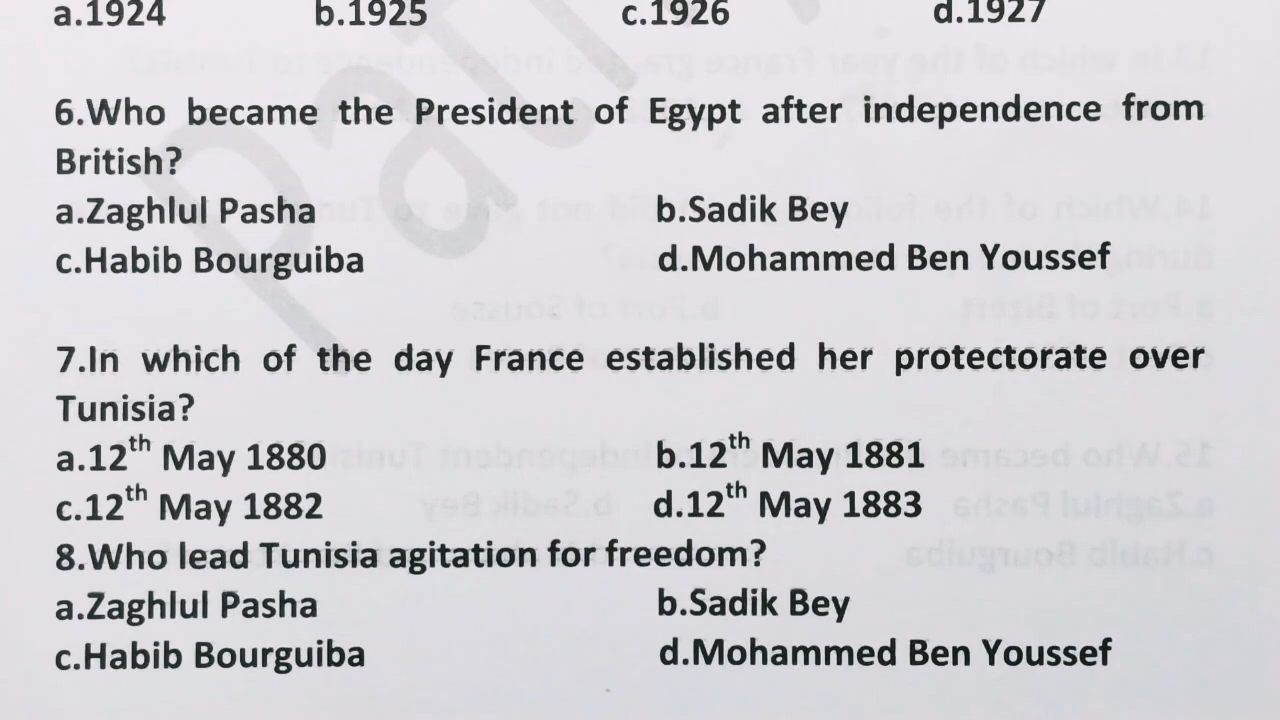 a.1924 b.1925 c.1926 d.1927
6.Who became the President of Egypt after independence from
British?
a.Zaghlul Pasha b.Sadik Bey
c.Habib Bourguiba d.Mohammed Ben Youssef
7.In which of the day France established her protectorate over
Tunisia?
a.12th May 1880 b.12th May 1881
c.12th May 1882 d.12th May 1883
8.Who lead Tunisia agitation for freedom?
a.Zaghlul Pasha b.Sadik Bey
c.Habib Bourguiba d.Mohammed Ben Youssef